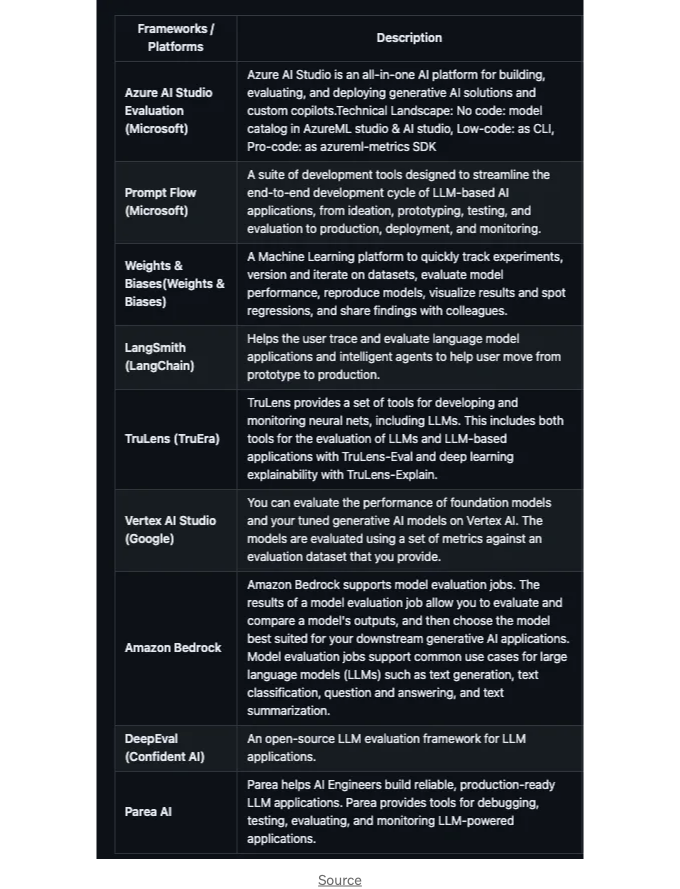 Frameworks /
Platforms
Description
Azure AI Studio
Evaluation
(Microsoft)
Azure AI Studio is an all-in-one AI platform for building,
evaluating, and deploying generative AI solutions and
custom copilots.Technical Landscape: No code: model
catalog in AzureML studio & AI studio, Low-code: as CLI,
Pro-code: as azureml-metrics SDK
Prompt Flow
(Microsoft)
A suite of development tools designed to streamline the
end-to-end development cycle of LLM-based AI
applications, from ideation, prototyping, testing, and
evaluation to production, deployment, and monitoring.
Weights &
Biases(Weights &
Biases)
A Machine Learning platform to quickly track experiments,
version and iterate on datasets, evaluate model
performance, reproduce models, visualize results and spot
regressions, and share findings with colleagues.
LangSmith
(LangChain)
Helps the user trace and evaluate language model
applications and intelligent agents to help user move from
prototype to production.
TruLens (TruEra)
TruLens provides a set of tools for developing and
monitoring neural nets, including LLMs. This includes both
tools for the evaluation of LLMs and LLM-based
applications with TruLens-Eval and deep learning
explainability with TruLens-Explain.
Vertex AI Studio
(Google)
You can evaluate the performance of foundation models
and your tuned generative AI models on Vertex AI. The
models are evaluated using a set of metrics against an
evaluation dataset that you provide.
Amazon Bedrock
Amazon Bedrock supports model evaluation jobs. The
results of a model evaluation job allow you to evaluate and
compare a model's outputs, and then choose the model
best suited for your downstream generative AI applications.
Model evaluation jobs support common use cases for large
language models (LLMs) such as text generation, text
classification, question and answering, and text
summarization.
DeepEval
(Confident AI)
An open-source LLM evaluation framework for LLM
applications.
Parea AI
Parea helps AI Engineers build reliable, production-ready
LLM applications. Parea provides tools for debugging,
testing, evaluating, and monitoring LLM-powered
applications.
Source